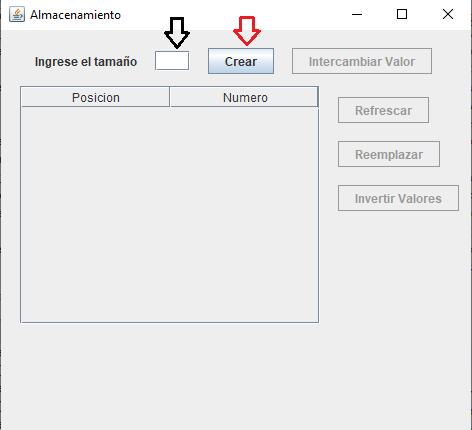 Almacenamiento
Ingrese el tamaño Crear Intercambiar Valor
Posicion Numero
Refrescar
Reemplazar
Invertir Valores